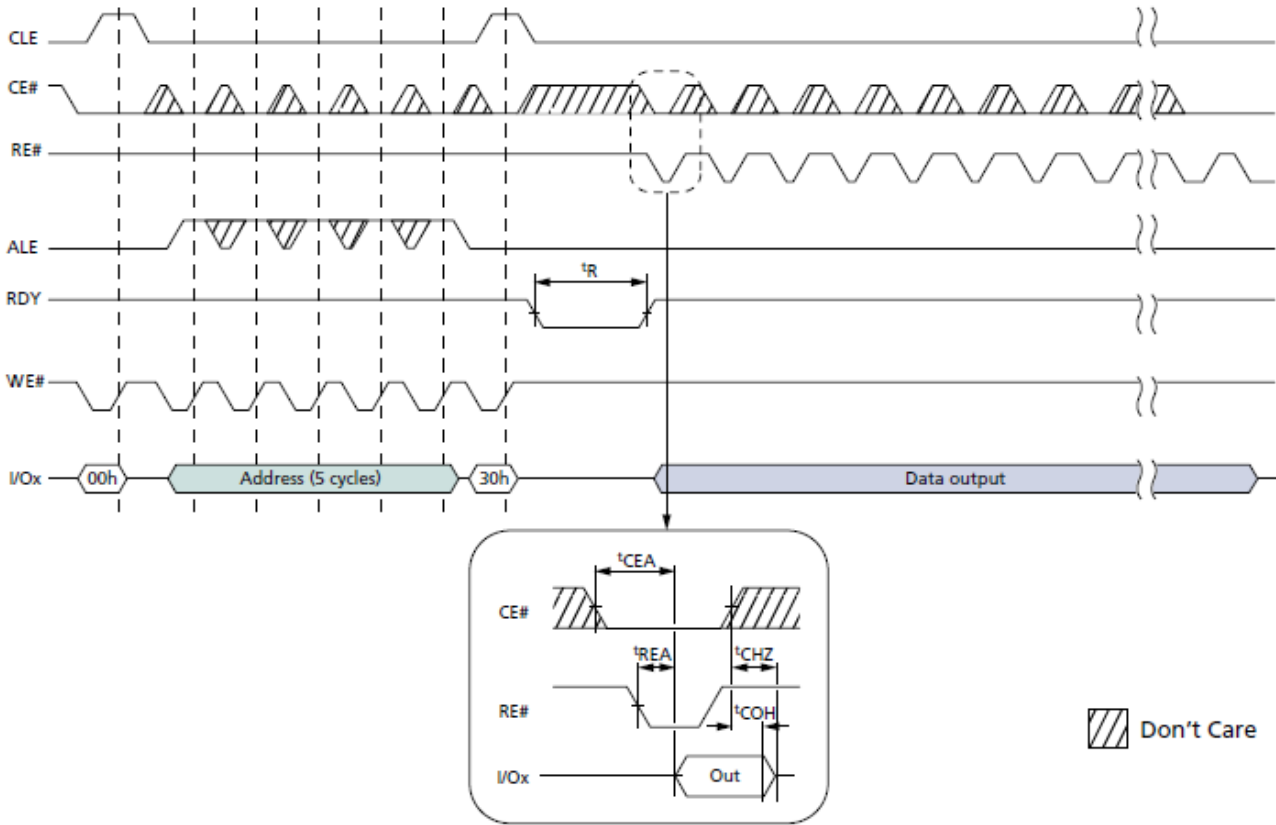 CLE
CE#
RE#
ALE
tR
RDY
WE#
I/Ox
00h
Address (5 cycles)
30h
Data output
tCEA
CE#
tREA
tCHZ
RE#
tCOH
I/Ox
Out
Don't Care